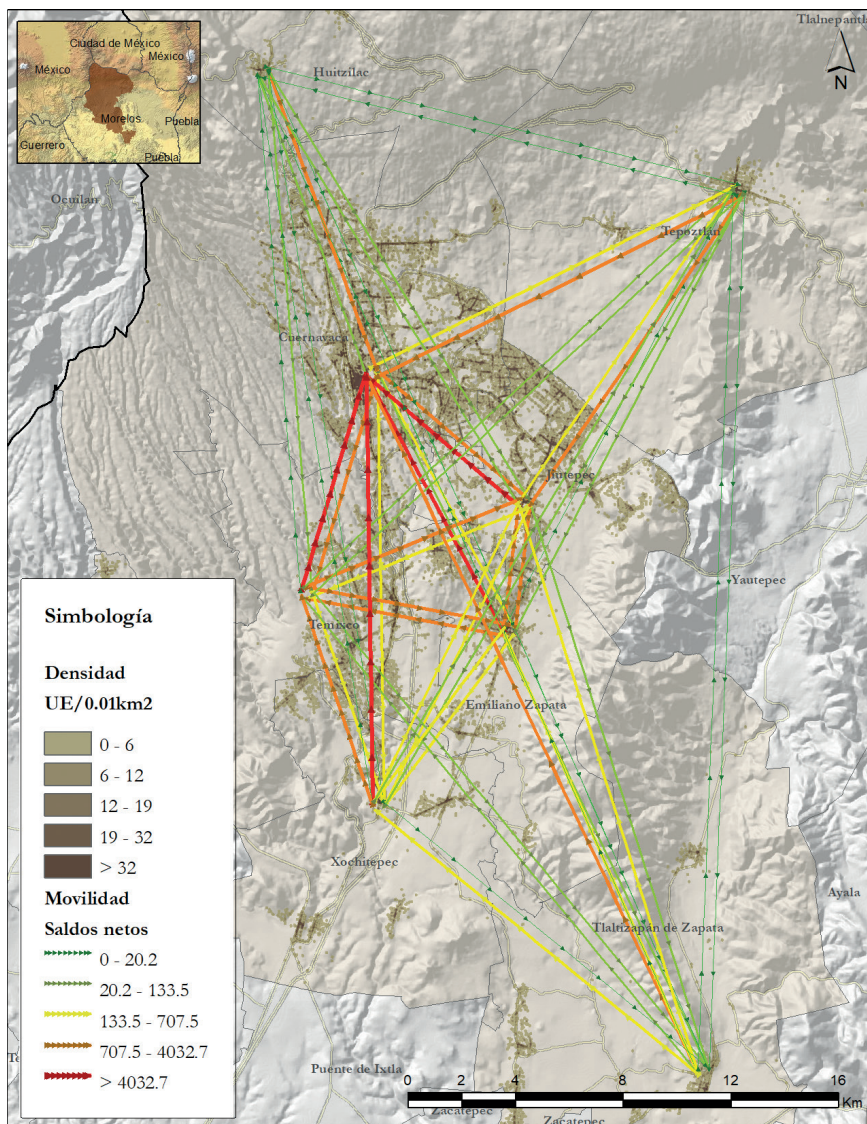 Ciudad de México
México
México
Morelos
Puebla
Guerrero
Puebla
Tlalnepantl
Huitzilac
N
Ocuilan
Tepoztlán
Cuernavaca
Jiutepec
Yautepec
Temixco
Emiliano Zapata
Xochitepec
Ayala
Tlaltizapán de Zapata
Puente de Ixtla
Zacatepec
Zacatepec
Simbología
Densidad
UE/0.01km2
0 - 6
6 - 12
12 - 19
19 - 32
> 32
Movilidad
Saldos netos
0 - 20.2
20.2 - 133.5
133.5 - 707.5
707.5 - 4032.7
> 4032.7
0 2 4 8 12 16
Km